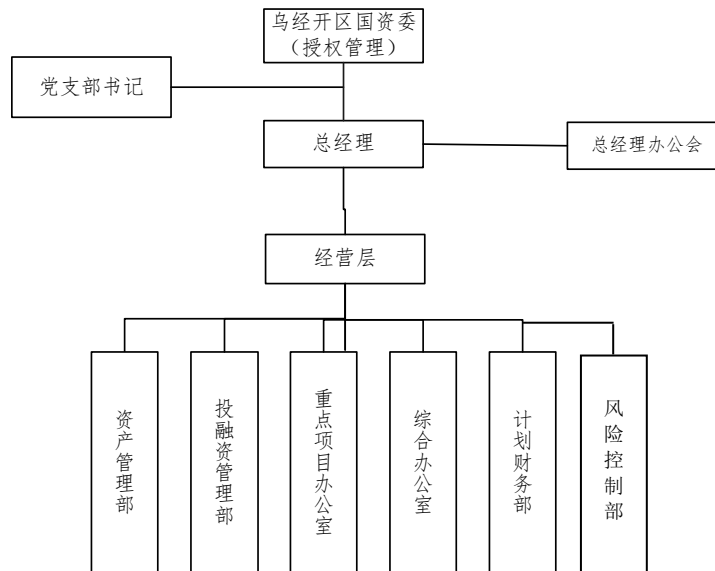 乌经开区国资委
（授权管理）
党支部书记
总经理
总经理办公会
经营层
资产管理部
投融资管理部
重点项目办公室
综合办公室
计划财务部
风险控制部